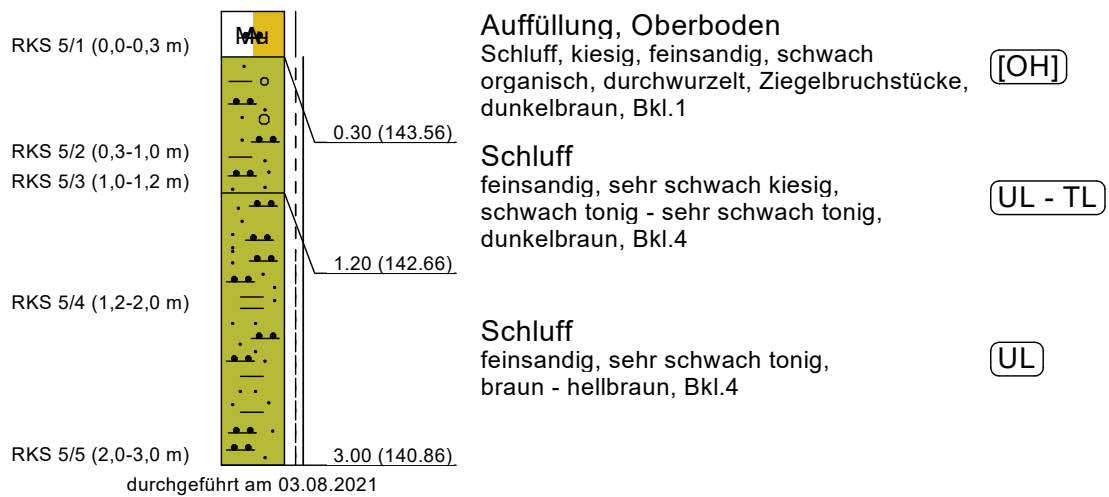 RKS 5/1 (0,0-0,3 m)
Mu
Auffüllung, Oberboden
Schluff, kiesig, feinsandig, schwach
organisch, durchwurzelt, Ziegelbruchstücke,
dunkelbraun, Bkl.1
[OH]
0.30 (143.56)
RKS 5/2 (0,3-1,0 m)
RKS 5/3 (1,0-1,2 m)
Schluff
feinsandig, sehr schwach kiesig,
schwach tonig - sehr schwach tonig,
dunkelbraun, Bkl.4
UL - TL
1.20 (142.66)
RKS 5/4 (1,2-2,0 m)
Schluff
feinsandig, sehr schwach tonig,
braun - hellbraun, Bkl.4
UL
RKS 5/5 (2,0-3,0 m)
3.00 (140.86)
durchgeführt am 03.08.2021